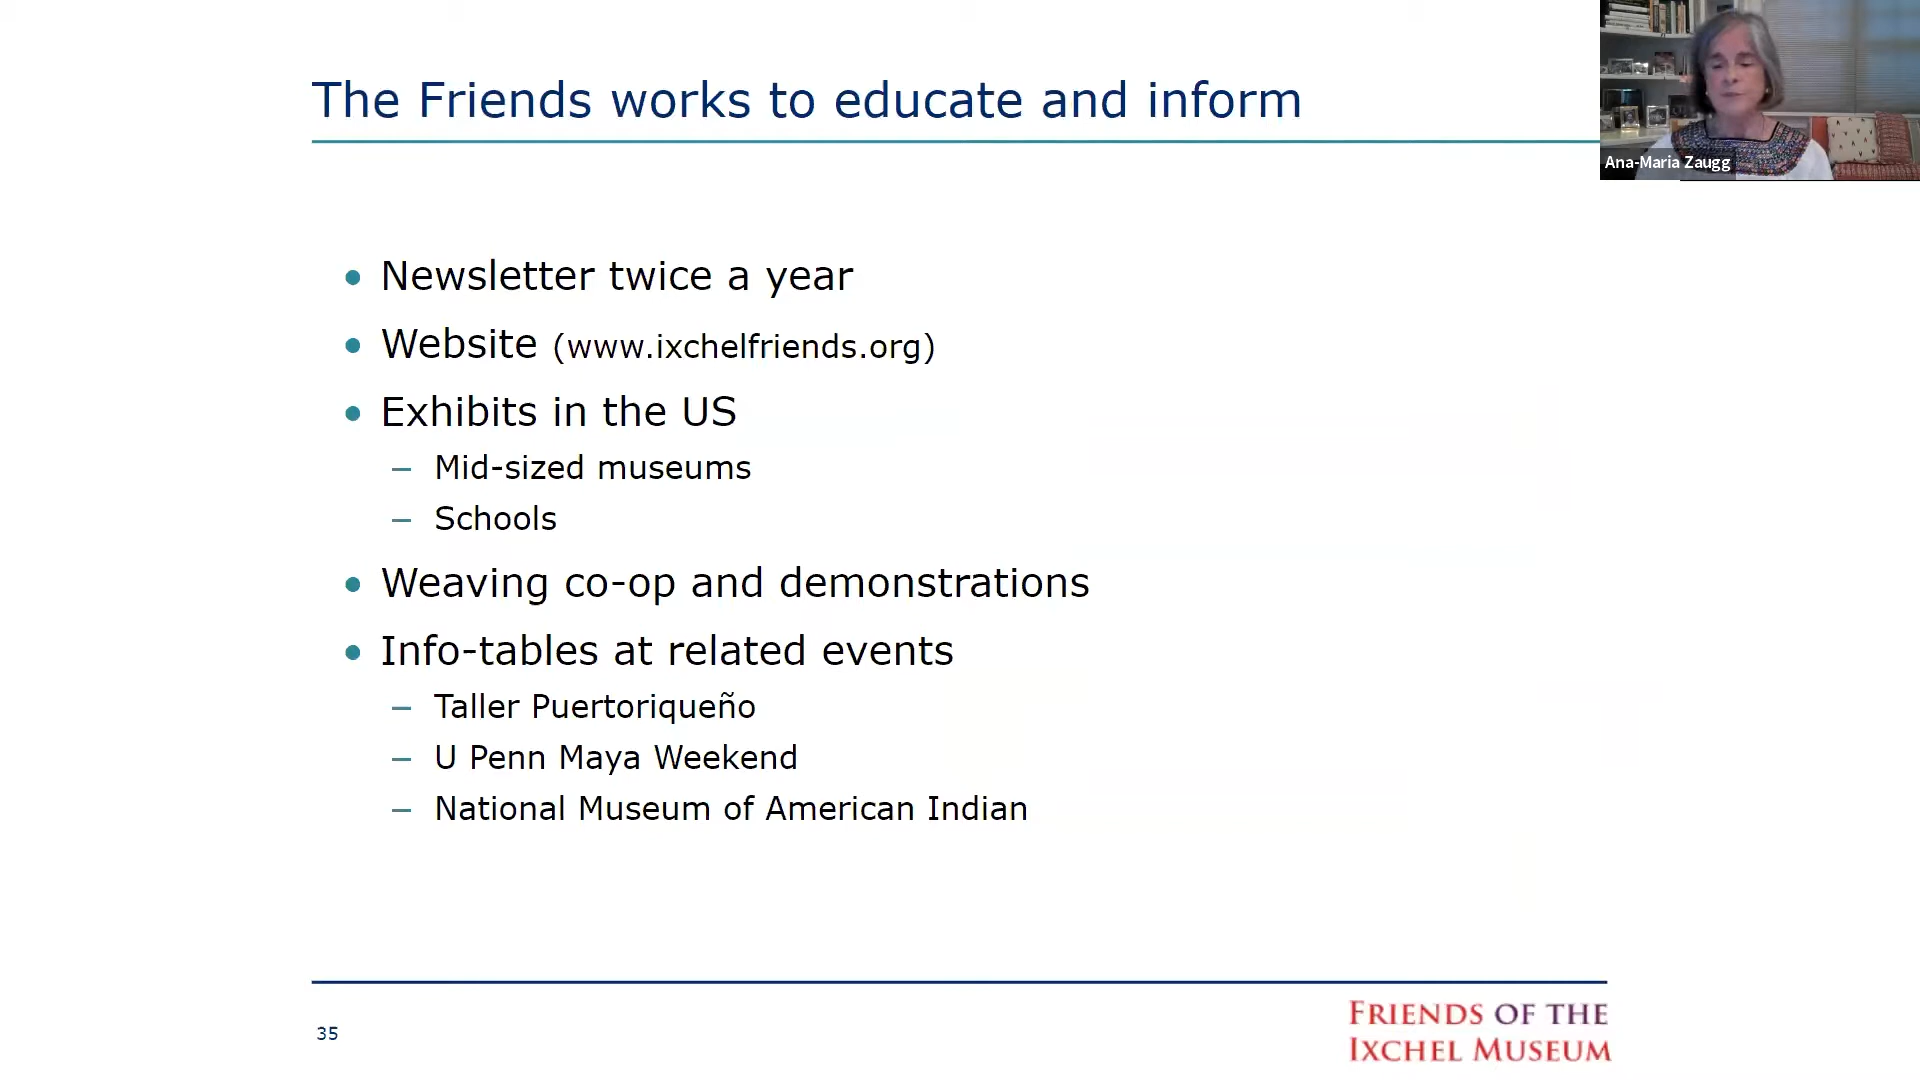 The Friends works to educate and inform
Ana-Maria Zaugg
• Newsletter twice a year
• Website (www.ixchelfriends.org)
• Exhibits in the US
– Mid-sized museums
– Schools
• Weaving co-op and demonstrations
• Info-tables at related events
– Taller Puertoriqueño
– U Penn Maya Weekend
– National Museum of American Indian
35
FRIENDS OF THE
IXCHEL MUSEUM